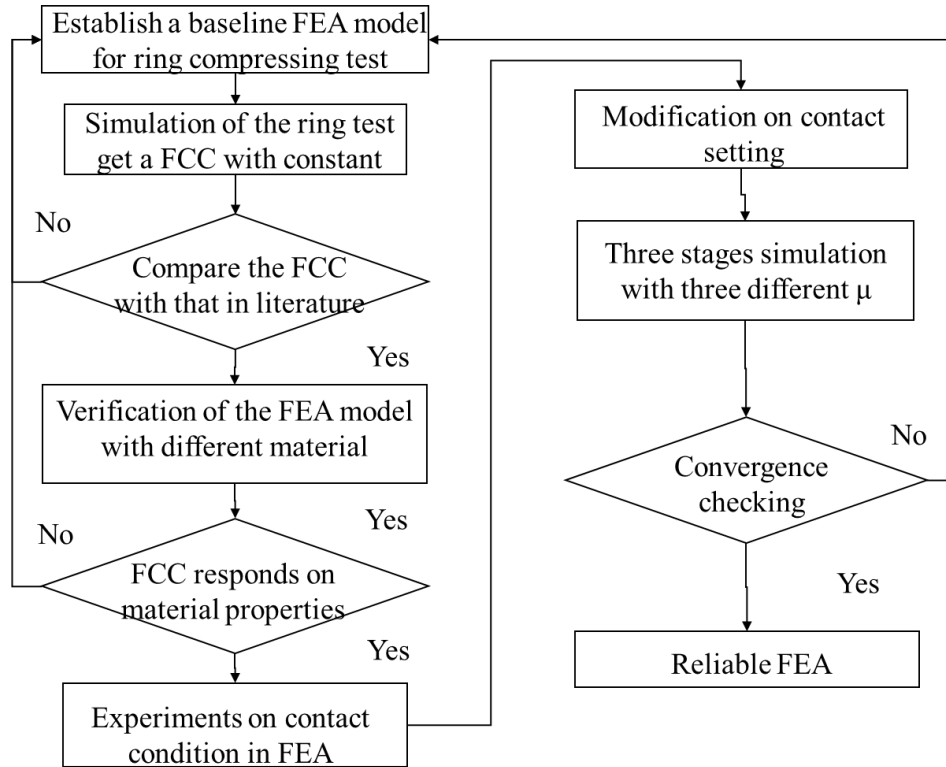 Establish a baseline FEA model
for ring compressing test
Simulation of the ring test
get a FCC with constant
No
Compare the FCC
with that in literature
Yes
Verification of the FEA model
with different material
Yes
No
FCC responds on
material properties
Yes
Experiments on contact
condition in FEA
Modification on contact
setting
Three stages simulation
with three different μ
No
Convergence
checking
Yes
Reliable FEA